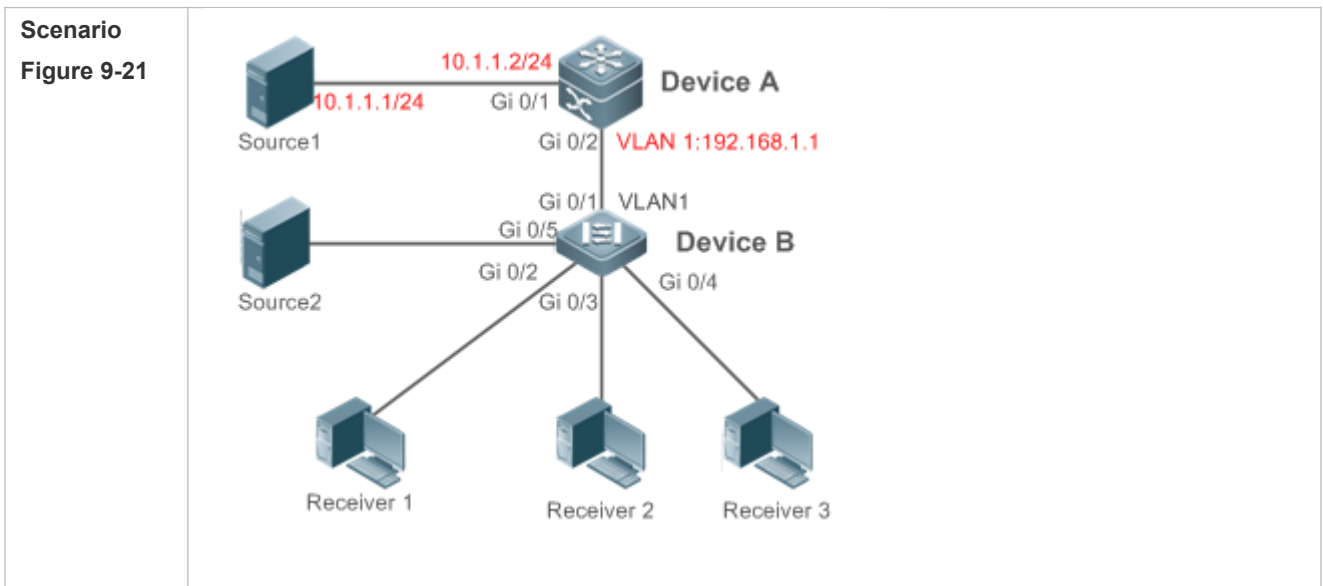 Scenario
Figure 9-21
10.1.1.2/24
Device A
10.1.1.1/24
Gi 0/1
Source1
Gi 0/2
VLAN 1:192.168.1.1
Gi 0/1
VLAN1
Gi 0/5
Device B
Gi 0/2
Gi 0/4
Source2
Gi 0/3
Receiver 1
Receiver 2
Receiver 3